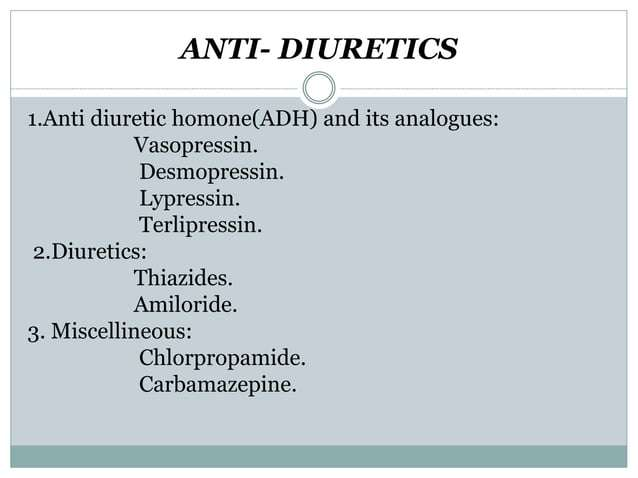 ANTI- DIURETICS
1.Anti diuretic homone(ADH) and its analogues:
Vasopressin.
Desmopressin.
Lypressin.
Terlipressin.
2.Diuretics:
Thiazides.
Amiloride.
3. Miscellineous:
Chlorpropamide.
Carbamazepine.